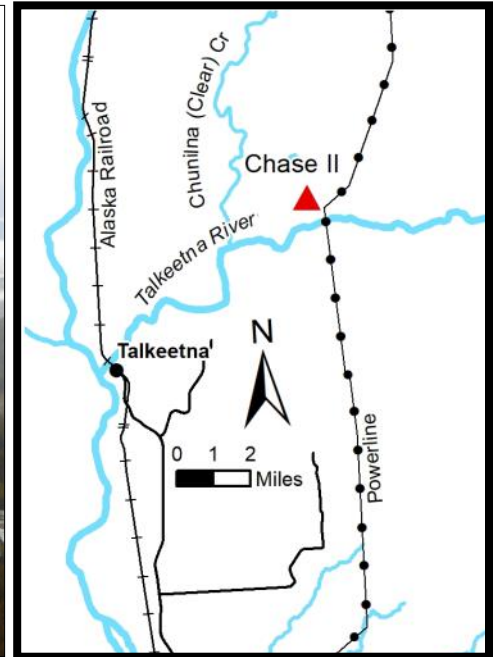 Chunilna (Clear) Cr
Alaska Railroad
Chase II
Talkeetna River
Talkeetna
N
0 1 2
Miles
Powerline